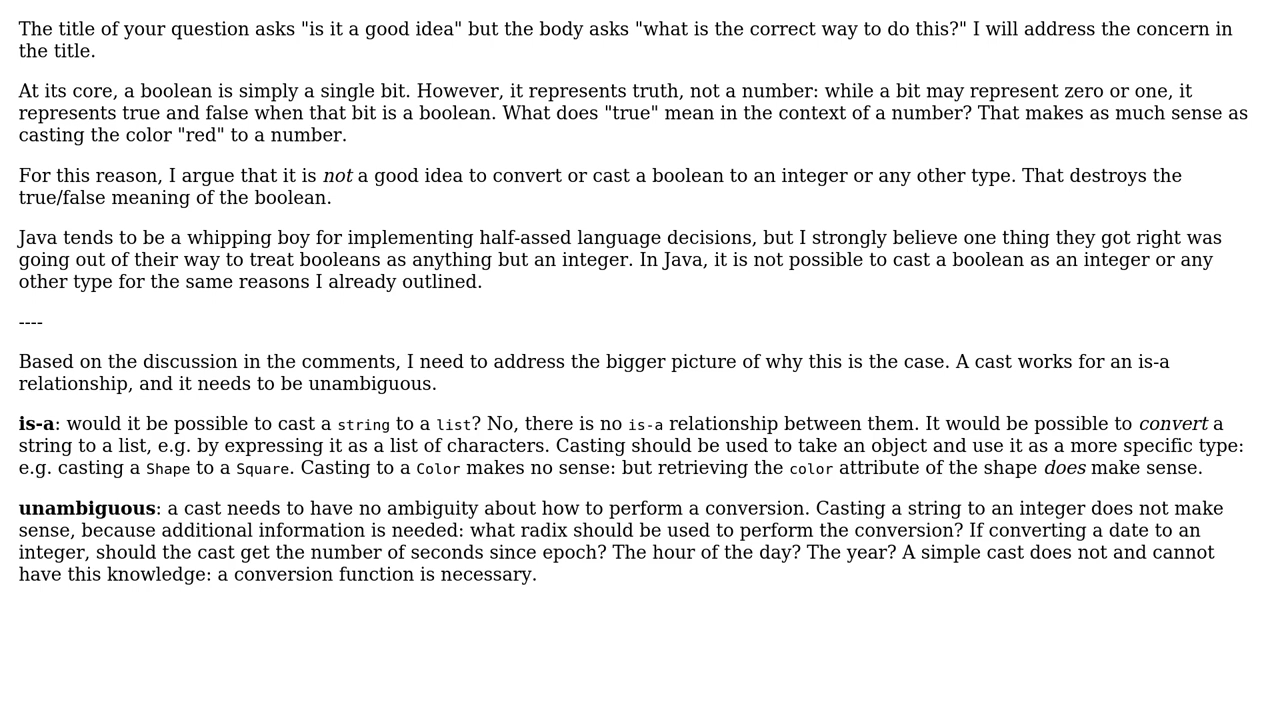 The title of your question asks "is it a good idea" but the body asks "what is the correct way to do this?" I will address the concern in
the title.
At its core, a boolean is simply a single bit. However, it represents truth, not a number: while a bit may represent zero or one, it
represents true and false when that bit is a boolean. What does "true" mean in the context of a number? That makes as much sense as
casting the color "red" to a number.
For this reason, I argue that it is not a good idea to convert or cast a boolean to an integer or any other type. That destroys the
true/false meaning of the boolean.
Java tends to be a whipping boy for implementing half-assed language decisions, but I strongly believe one thing they got right was
going out of their way to treat booleans as anything but an integer. In Java, it is not possible to cast a boolean as an integer or any
other type for the same reasons I already outlined.
----
Based on the discussion in the comments, I need to address the bigger picture of why this is the case. A cast works for an is-a
relationship, and it needs to be unambiguous.
is-a: would it be possible to cast a string to a list? No, there is no is-a relationship between them. It would be possible to convert a
string to a list, e.g. by expressing it as a list of characters. Casting should be used to take an object and use it as a more specific type:
e.g. casting a Shape to a Square. Casting to a Color makes no sense: but retrieving the color attribute of the shape does make sense.
unambiguous: a cast needs to have no ambiguity about how to perform a conversion. Casting a string to an integer does not make
sense, because additional information is needed: what radix should be used to perform the conversion? If converting a date to an
integer, should the cast get the number of seconds since epoch? The hour of the day? The year? A simple cast does not and cannot
have this knowledge: a conversion function is necessary.